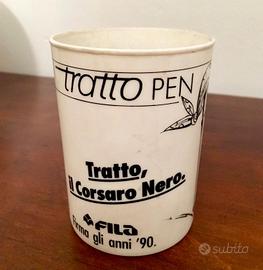 tratto PEN
Tratto,
il Corsaro Nero.
FILA
firma gli anni '90.
subito